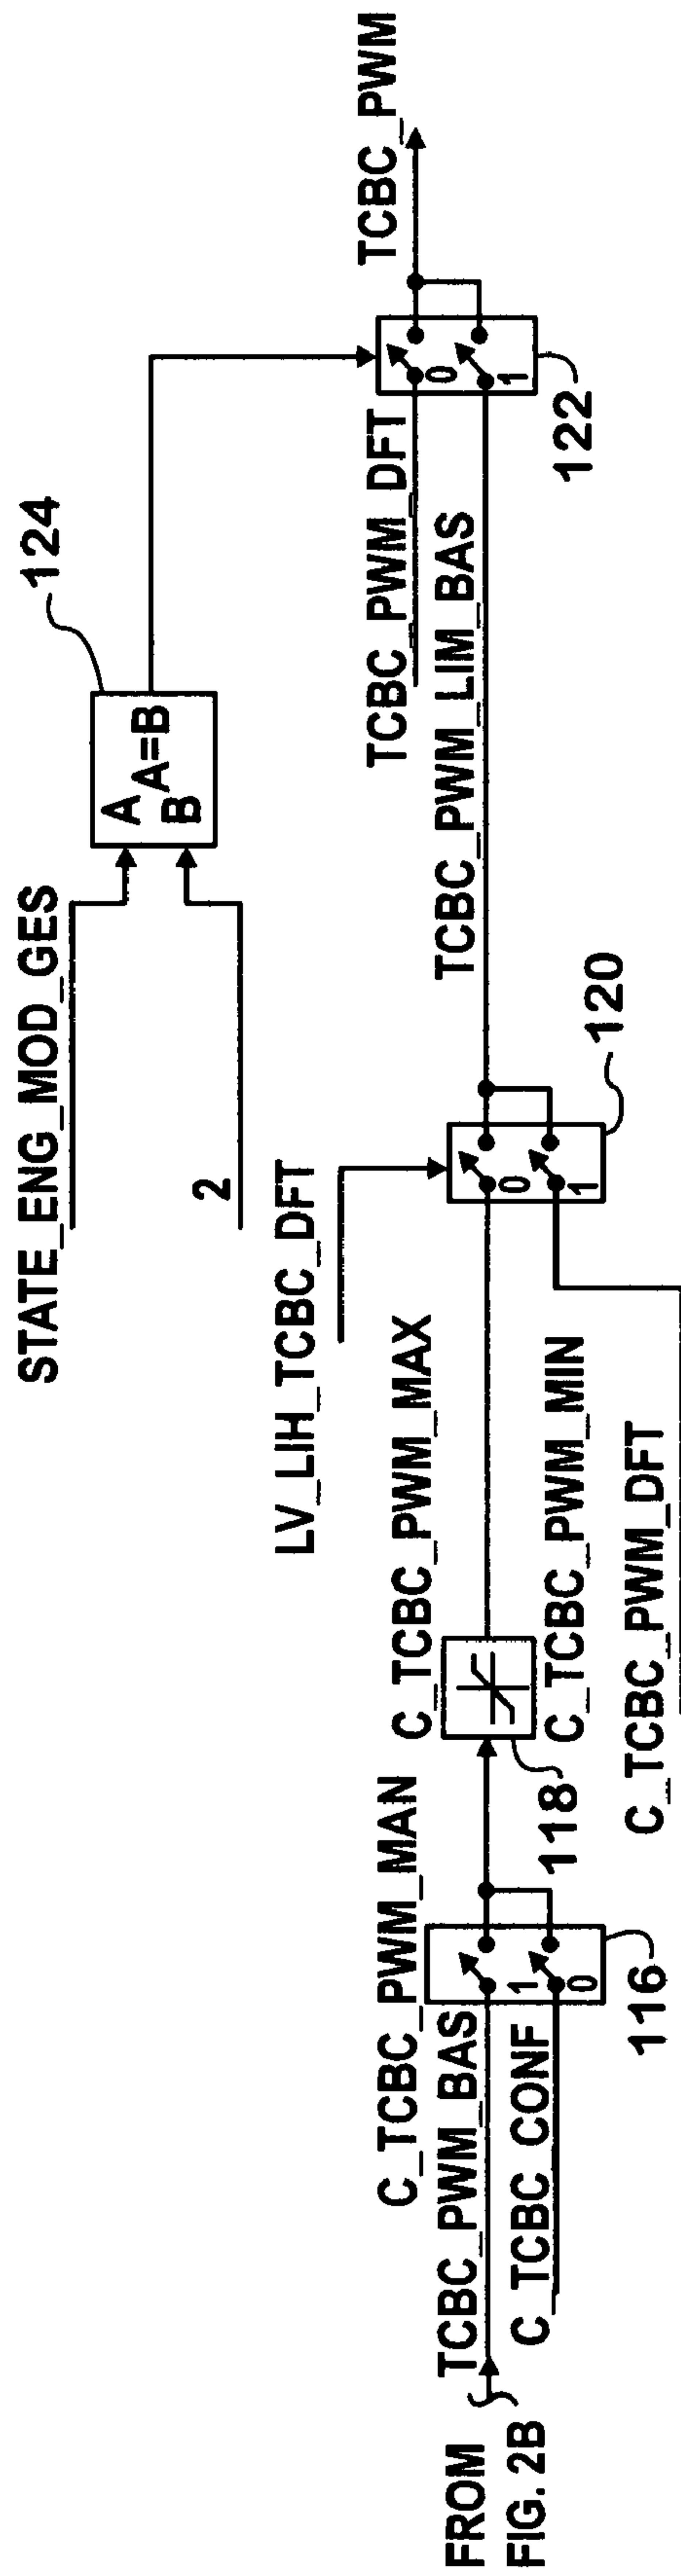 STATE_ENG_MOD_GES
2
A
A=B
B
124
LV_LIH_TCBC_DFT
TCBC_PWM
TCBC_PWM_DFT
0
1
122
TCBC_PWM_LIM_BAS
0
1
120
C_TCBC_PWM_MAX
C_TCBC_PWM_MIN
118
C_TCBC_PWM_DFT
C_TCBC_PWM_MAN
TCBC_PWM_BAS
1
C_TCBC_CONF
0
116
FROM
FIG. 2B